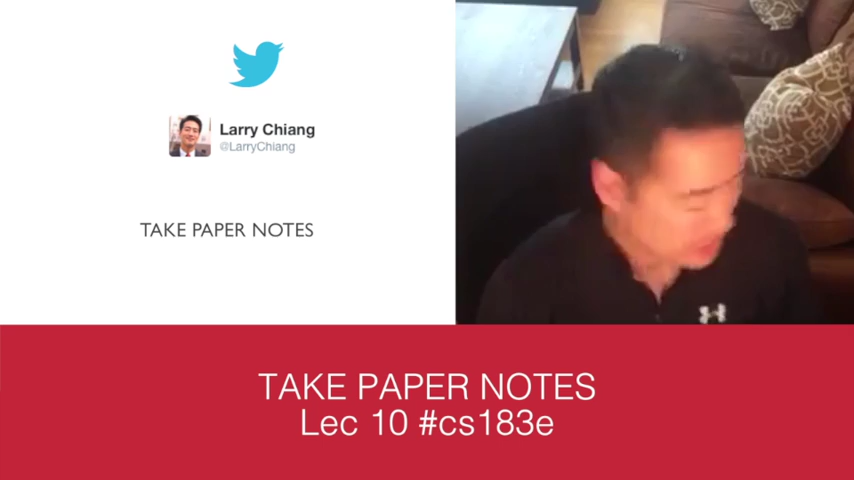 Larry Chiang
@LarryChiang
TAKE PAPER NOTES
TAKE PAPER NOTES
Lec 10 #cs183e